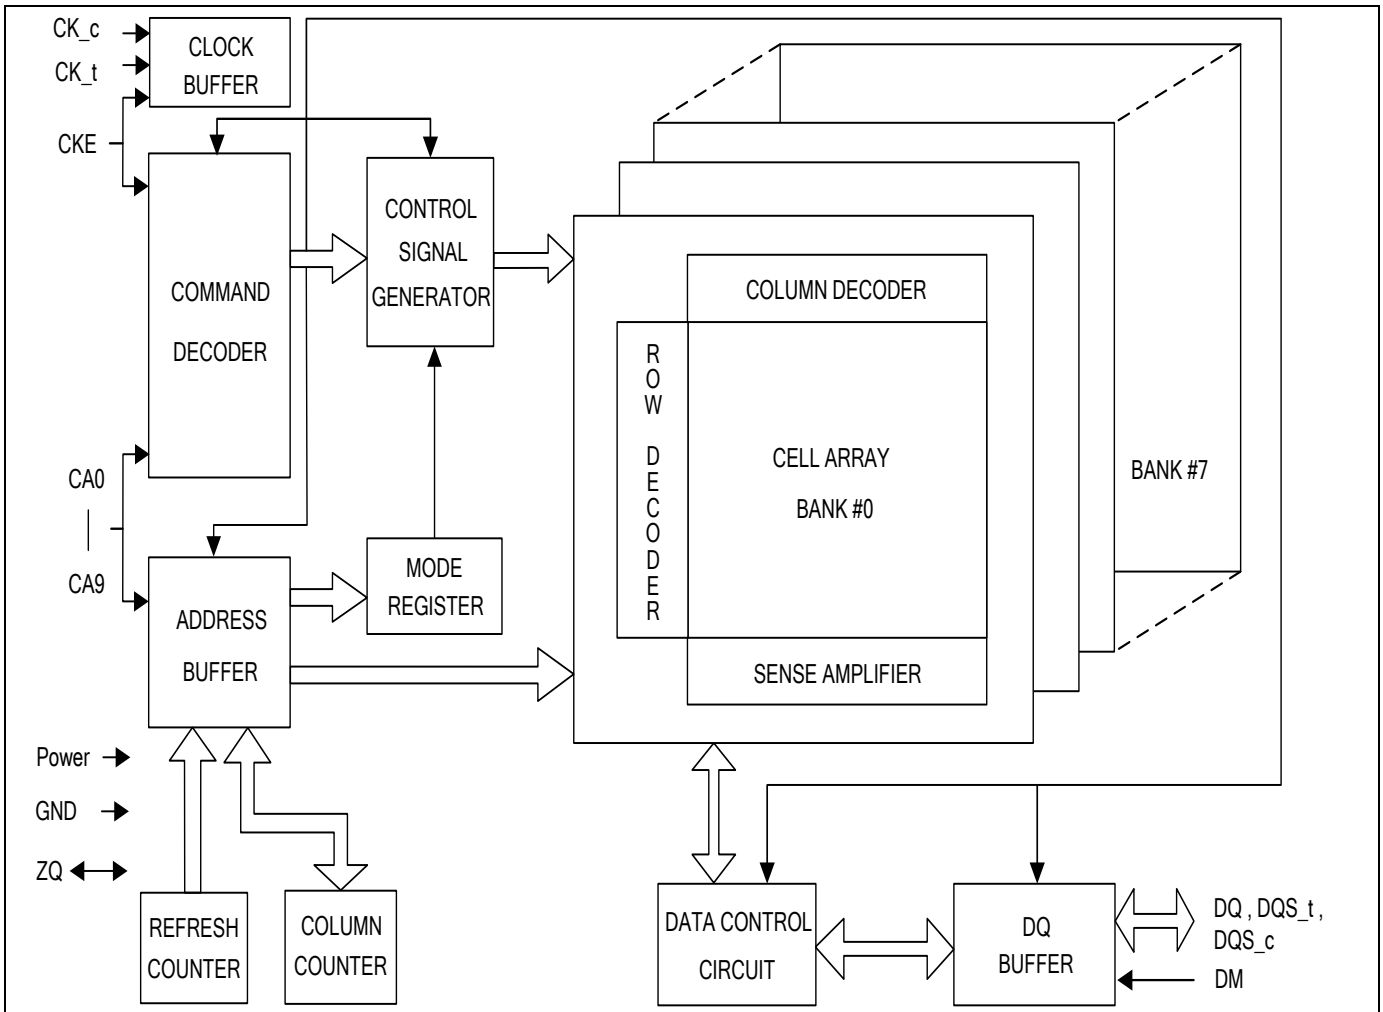 CK_c
CK_t
CKE
CLOCK
BUFFER
COMMAND
DECODER
CONTROL
SIGNAL
GENERATOR
COLUMN DECODER
ROW DECODER
CELL ARRAY
BANK #0
SENSE AMPLIFIER
BANK #7
CA0
CA9
ADDRESS
BUFFER
MODE
REGISTER
Power
GND
ZQ
REFRESH
COUNTER
COLUMN
COUNTER
DATA CONTROL
CIRCUIT
DQ
BUFFER
DQ , DQS_t ,
DQS_c
DM